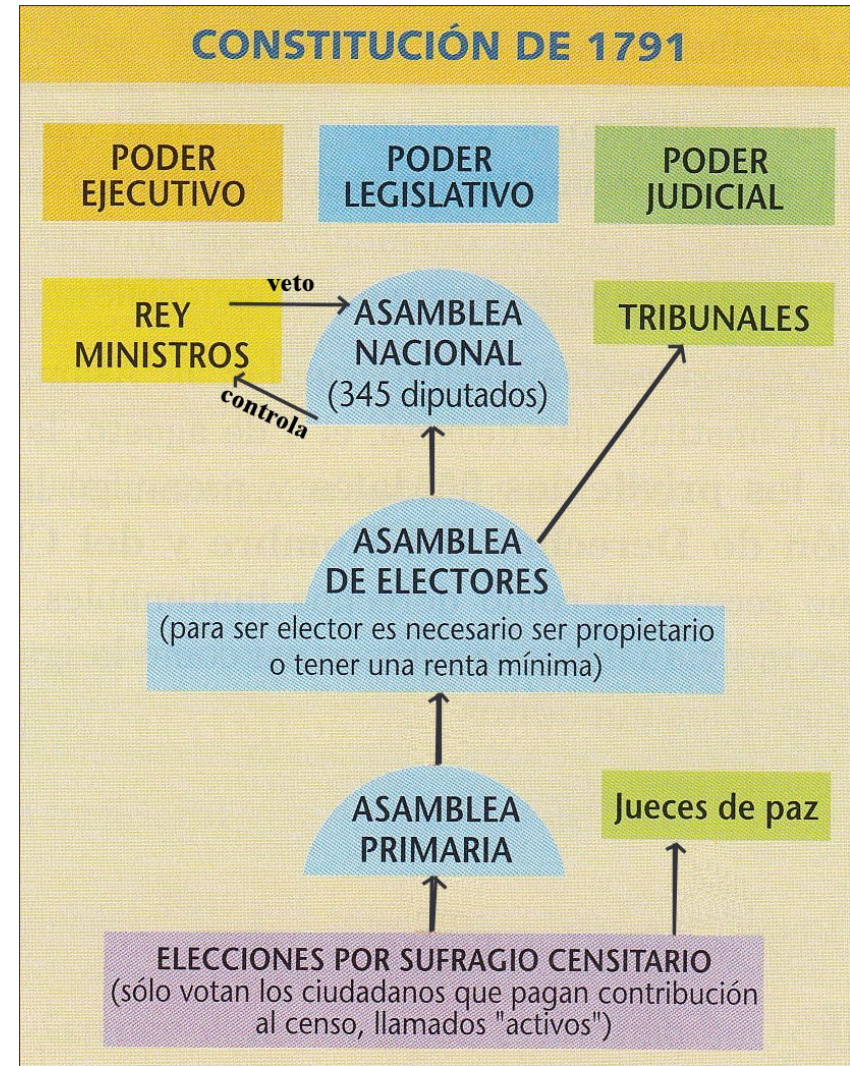 CONSTITUCIÓN DE 1791
PODER
EJECUTIVO
PODER
LEGISLATIVO
PODER
JUDICIAL
REY
MINISTROS
veto
controla
ASAMBLEA
NACIONAL
(345 diputados)
TRIBUNALES
ASAMBLEA
DE ELECTORES
(para ser elector es necesario ser propietario
o tener una renta mínima)
ASAMBLEA
PRIMARIA
Jueces de paz
ELECCIONES POR SUFRAGIO CENSITARIO
(sólo votan los ciudadanos que pagan contribución
al censo, llamados "activos")